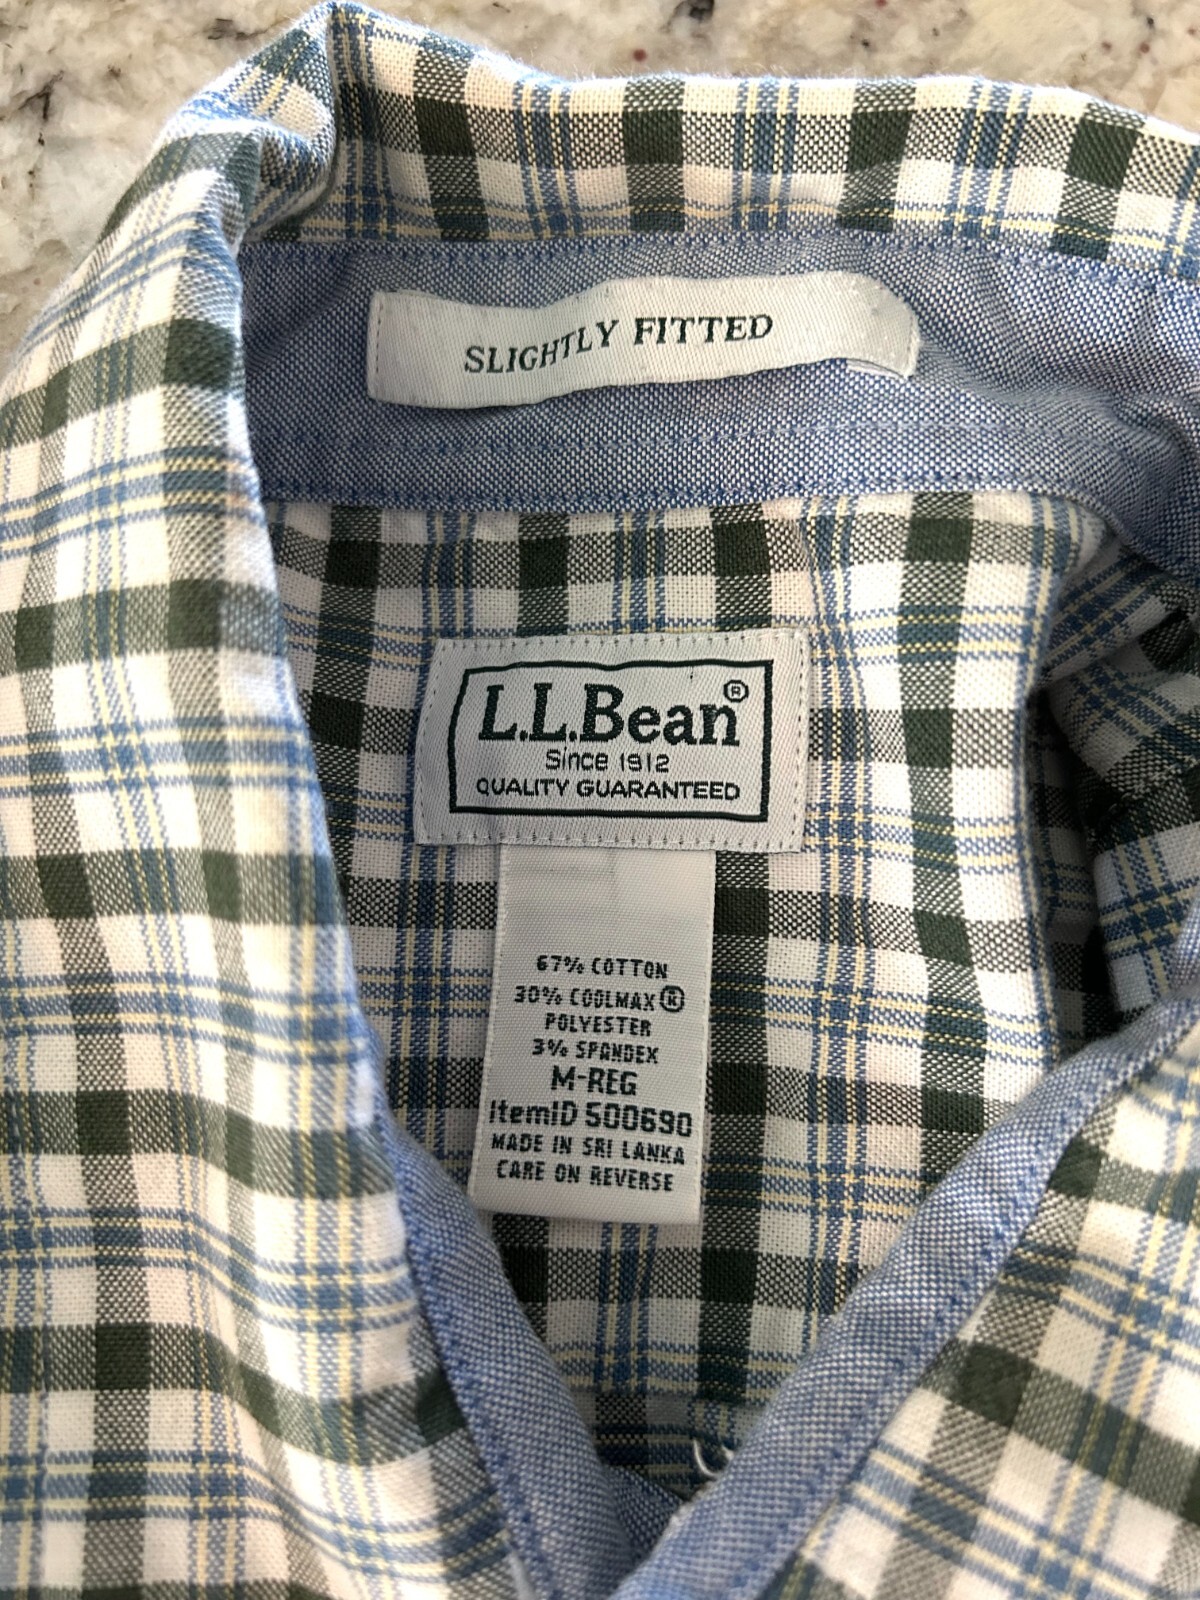 SLIGHTLY FITTED
L.L.Bean®
Since 1912
QUALITY GUARANTEED
67% COTTON
30% COOLMAX®
POLYESTER
3% SPANDEX
M-REG
ItemID 500690
MADE IN SRI LANKA
CARE ON REVERSE